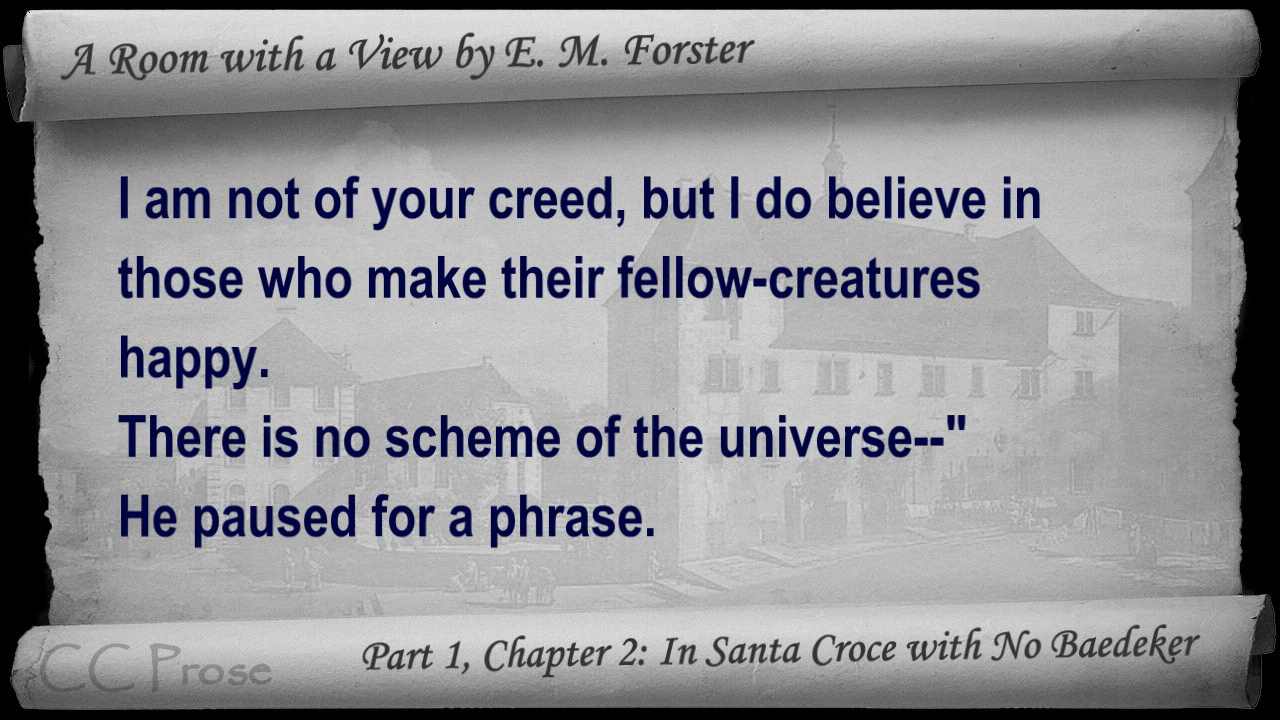 A Room with a View by E. M. Forster
I am not of your creed, but I do believe in
those who make their fellow-creatures
happy.
There is no scheme of the universe--"
He paused for a phrase.
Part 1, Chapter 2: In Santa Croce with No Baedeker
CC Prose